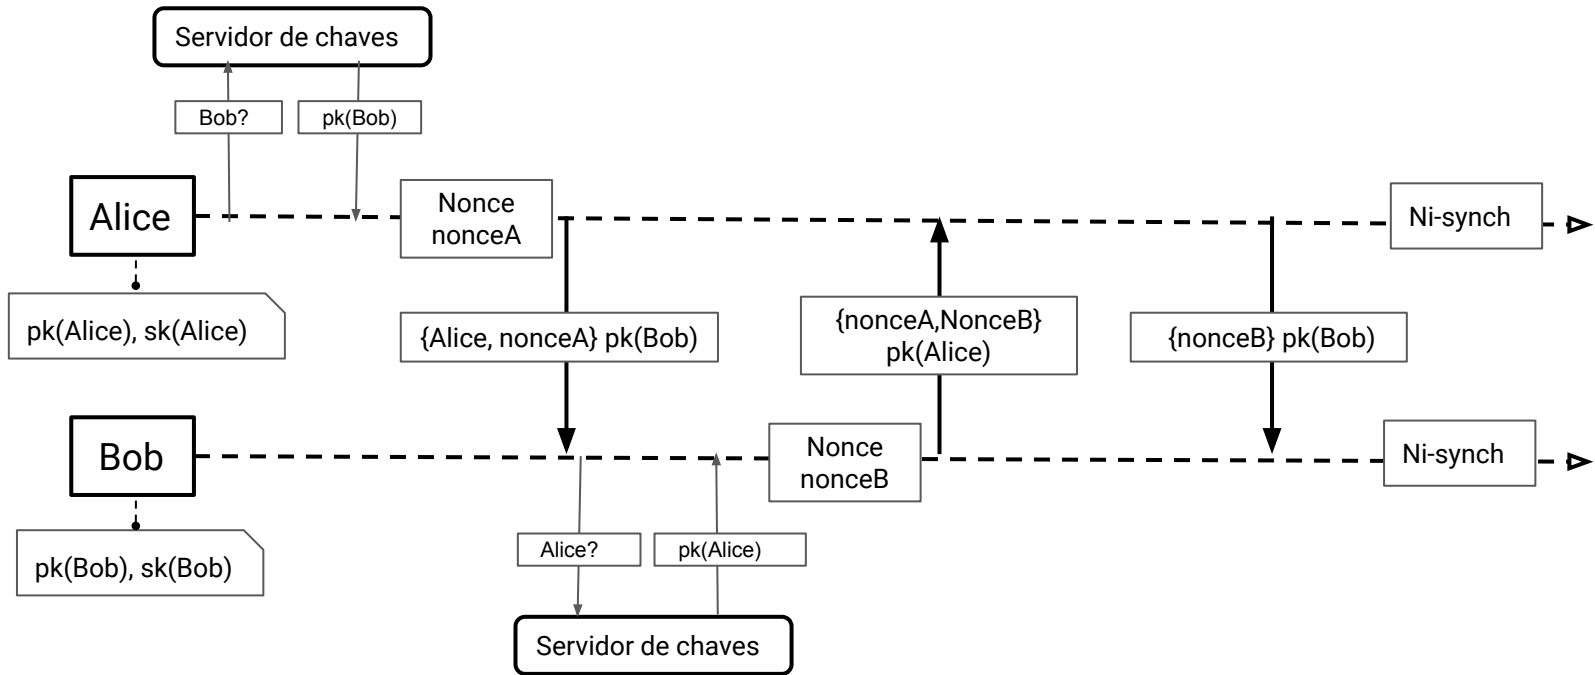 Servidor de chaves
Bob?
pk(Bob)
Alice
Nonce
nonceA
Ni-synch
pk(Alice), sk(Alice)
{Alice, nonceA} pk(Bob)
{nonceA,NonceB}
pk(Alice)
{nonceB} pk(Bob)
Bob
Nonce
nonceB
Ni-synch
pk(Bob), sk(Bob)
Alice?
pk(Alice)
Servidor de chaves